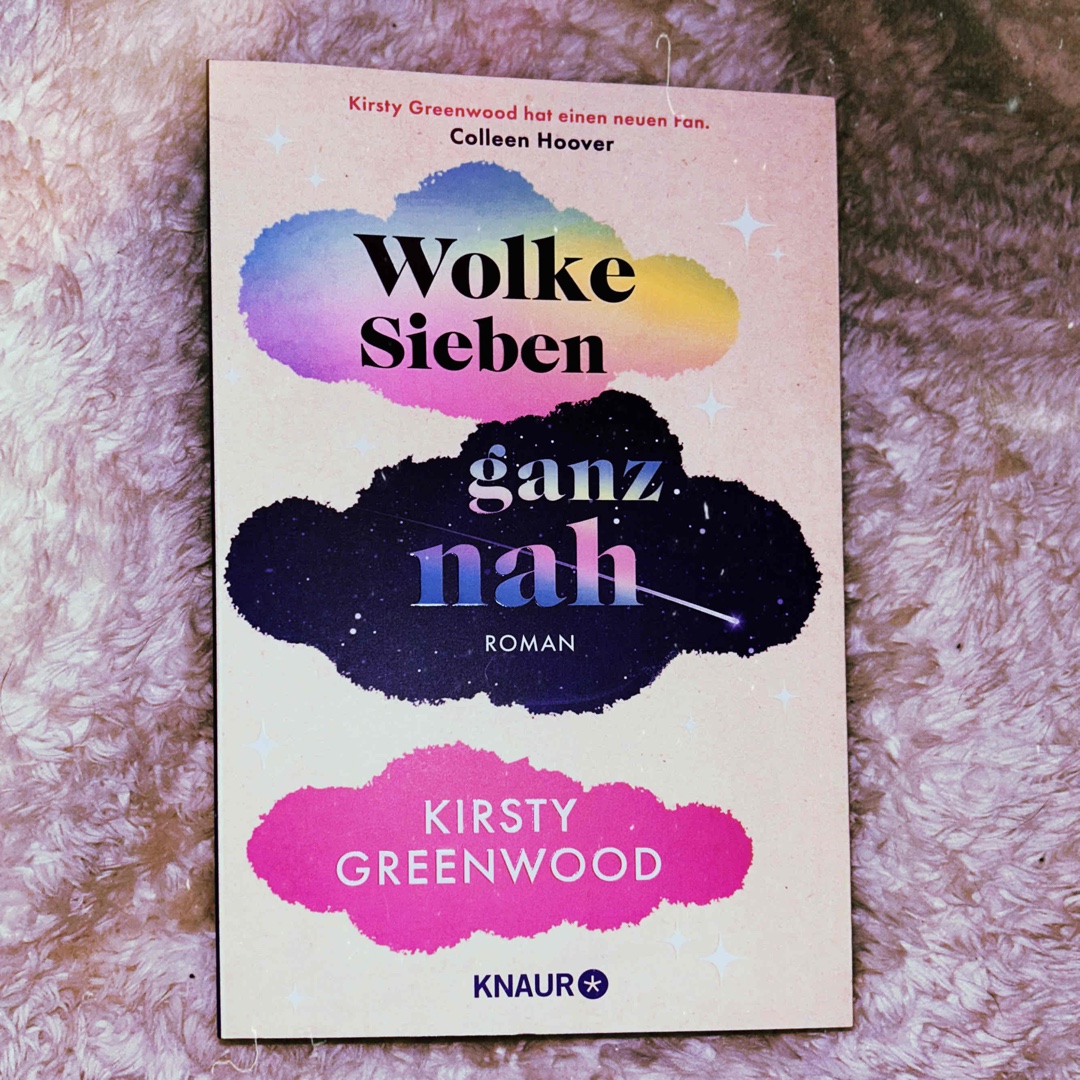 Kirsty Greenwood hat einen neuen Fan.
Colleen Hoover
Wolke
Sieben
ganz
nah
ROMAN
KIRSTY
GREENWOOD
KNAUR